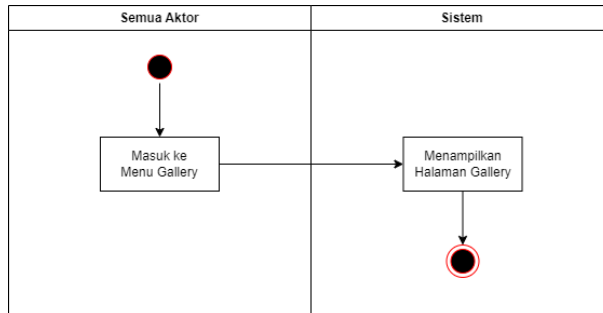 Semua Aktor
Sistem
Masuk ke
Menu Gallery
Menampilkan
Halaman Gallery